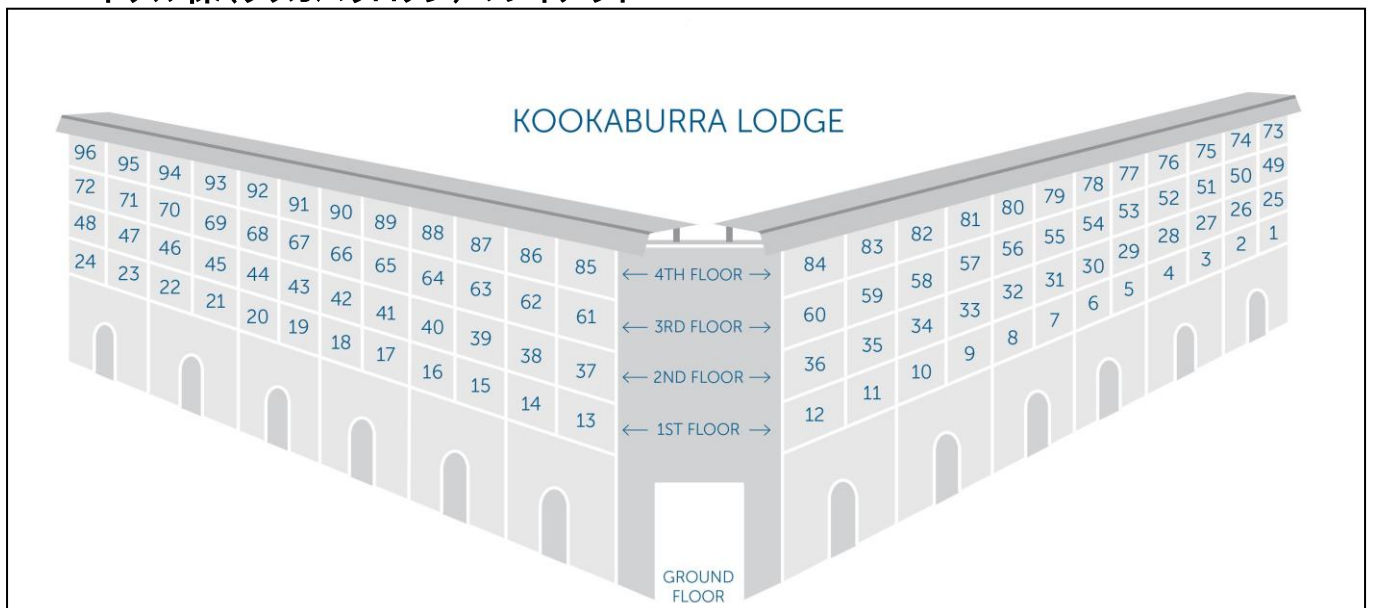 KOOKABURRA LODGE
96 95 94 93 92 91 90 89 88 87 86 85 ← 4TH FLOOR → 84 83 82 81 80 79 78 77 76 75 74 73
72 71 70 69 68 67 66 65 64 63 62 61 ← 3RD FLOOR → 60 59 58 57 56 55 54 53 52 51 50 49
48 47 46 45 44 43 42 41 40 39 38 37 ← 2ND FLOOR → 36 35 34 33 32 31 30 29 28 27 26 25
24 23 22 21 20 19 18 17 16 15 14 13 ← 1ST FLOOR → 12 11 10 9 8 7 6 5 4 3 2 1
GROUND
FLOOR